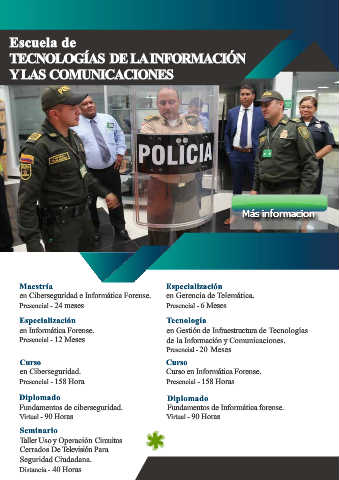 Escuela de
TECNOLOGÍAS DE LA INFORMACIÓN
Y LAS COMUNICACIONES
POLICÍA
Más informacion
Maestría
en Ciberseguridad e Informática Forense.
Presencial - 24 meses
Especialización
en Informática Forense.
Presencial - 12 Meses
Curso
en Ciberseguridad.
Presencial - 158 Hora
Diplomado
Fundamentos de ciberseguridad.
Virtual - 90 Horas
Seminario
Taller Uso y Operación Circuitos
Cerrados De Televisión Para
Seguridad Ciudadana.
Distancia - 40 Horas
Especialización
en Gerencia de Telemática.
Presencial - 6 Meses
Tecnología
en Gestión de Infraestructura de Tecnologías
de la Información y Comunicaciones.
Presencial - 20 Meses
Curso
Curso en Informática Forense.
Presencial - 158 Horas
Diplomado
Fundamentos de Informática forense.
Virtual - 90 Horas